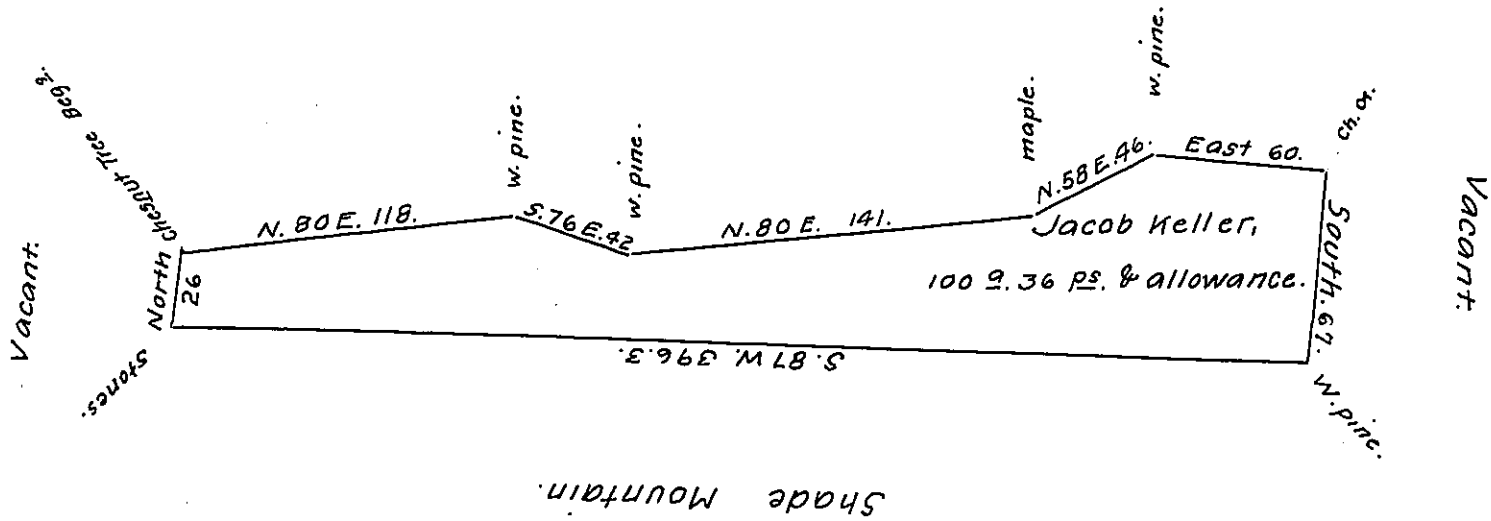 Chesnut Tree Beg?.
N. 80 E. 118.
w. pine.
S. 76 E. 42
w. pine.
N. 80 E. 141.
maple.
N. 58 E. 46.
w. pine.
East 60.
ch. o.
South. 67.
Vacant.
Jacob Keller,
100 a. 36 ps. & allowance.
w. pine.
S. 87 W. 396.3.
Stones.
North
26
Vacant.
Shade Mountain.